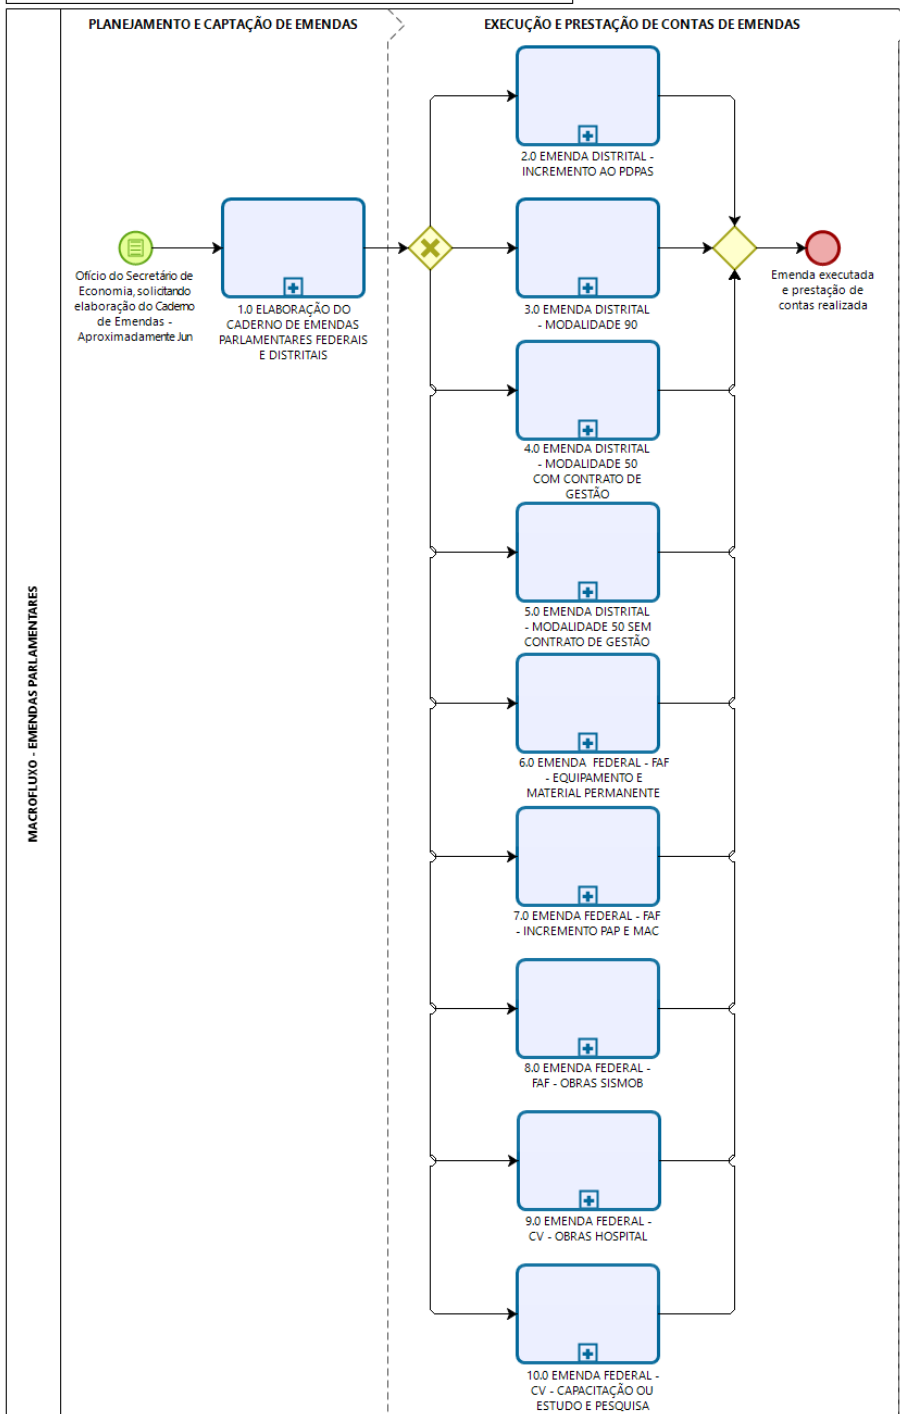 PLANEJAMENTO E CAPTAÇÃO DE EMENDAS
EXECUÇÃO E PRESTAÇÃO DE CONTAS DE EMENDAS
MACROFLUXO - EMENDAS PARLAMENTARES
Ofício do Secretário de
Economia, solicitando
elaboração do Caderno
de Emendas -
Aproximadamente Jun
1.0 ELABORAÇÃO DO
CADERNO DE EMENDAS
PARLAMENTARES FEDERAIS
E DISTRITAIS
2.0 EMENDA DISTRITAL -
INCREMENTO AO PDPAS
3.0 EMENDA DISTRITAL
- MODALIDADE 90
4.0 EMENDA DISTRITAL
- MODALIDADE 50
COM CONTRATO DE
GESTÃO
5.0 EMENDA DISTRITAL
- MODALIDADE 50 SEM
CONTRATO DE GESTÃO
6.0 EMENDA FEDERAL - FAF
- EQUIPAMENTO E
MATERIAL PERMANENTE
7.0 EMENDA FEDERAL - FAF
- INCREMENTO PAP E MAC
8.0 EMENDA FEDERAL -
FAF - OBRAS SISMOB
9.0 EMENDA FEDERAL -
CV - OBRAS HOSPITAL
10.0 EMENDA FEDERAL -
CV - CAPACITAÇÃO OU
ESTUDO E PESQUISA
Emenda executada
e prestação de
contas realizada